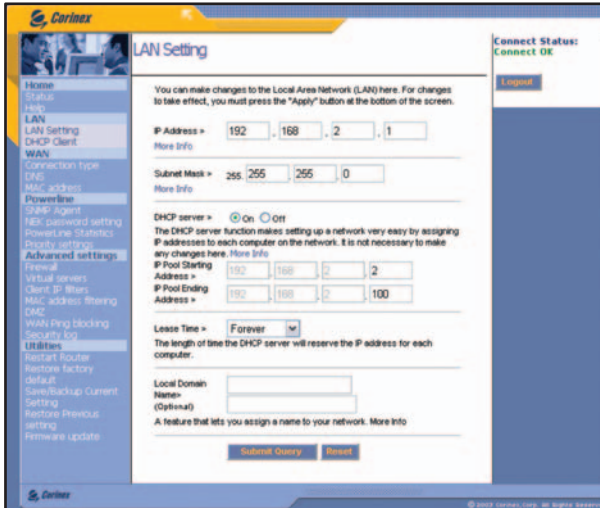 Corinex
LAN Setting
Connect Status:
Connect OK
Logout
Home
Status
Help
LAN
LAN Setting
DHCP Client
WAN
Connection type
DNS
MAC address
Powerline
SNMP Agent
NEK password setting
PowerLine Statistics
Priority settings
Advanced settings
Firewall
Virtual servers
Client IP filters
MAC address filtering
DMZ
WAN Ping blocking
Security log
Utilities
Restart Router
Restore factory
default
Save/Backup Current
Setting
Restore Previous
setting
Firmware update
You can make changes to the Local Area Network (LAN) here. For changes
to take effect, you must press the "Apply" button at the bottom of the screen.
IP Address > 192 . 168 . 2 . 1
More Info
Subnet Mask > 255. 255 . 255 . 0
More Info
DHCP server > On Off
The DHCP server function makes setting up a network very easy by assigning
IP addresses to each computer on the network. It is not necessary to make
any changes here. More Info
IP Pool Starting
Address > 192 . 168 . 2 . 2
IP Pool Ending
Address > 192 . 168 . 2 . 100
Lease Time > Forever
The length of time the DHCP server will reserve the IP address for each
computer.
Local Domain
Name>
(Optional)
A feature that lets you assign a name to your network. More Info
Submit Query Reset
Corinex
© 2003 Corinex Corp. All Rights Reserv